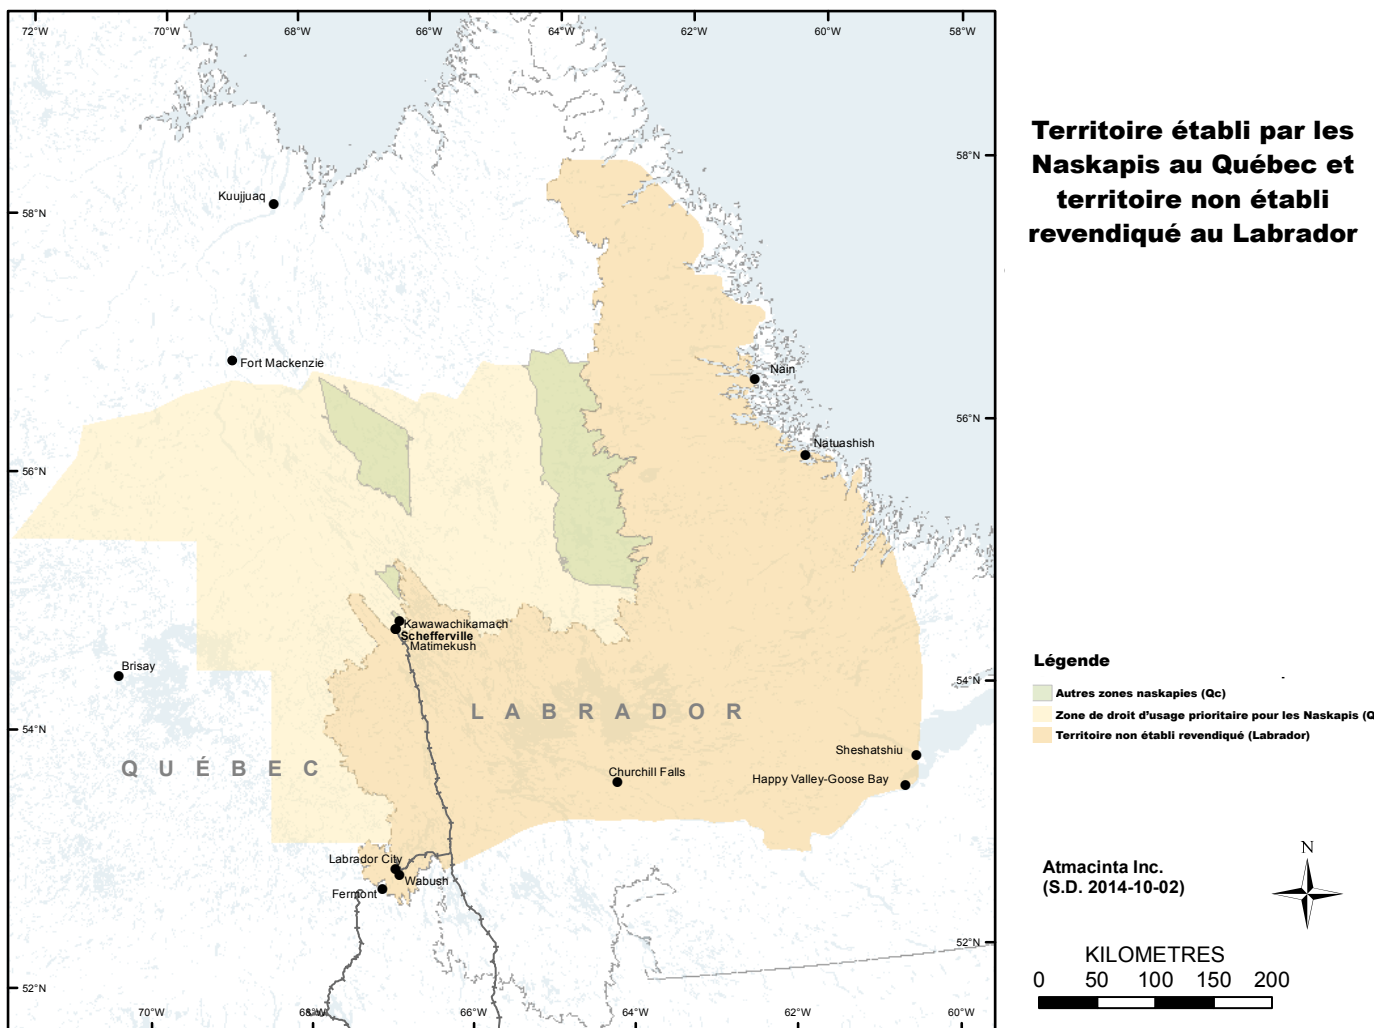 72°W
70°W
68°W
66°W
64°W
62°W
60°W
58°W
Territoire établi par les
Naskapis au Québec et
territoire non établi
revendiqué au Labrador
58°N
58°N
Kuujjuaq
Fort Mackenzie
Nain
56°N
Natuashish
56°N
Kawawachikamach
Schefferville
Matimekush
Brisay
Légende
54°N
Autres zones naskapies (Qc)
Zone de droit d'usage prioritaire pour les Naskapis (Q
Territoire non établi revendiqué (Labrador)
LABRADOR
54°N
Sheshatshiu
QUÉBEC
Churchill Falls
Happy Valley-Goose Bay
Labrador City
Wabush
Fermont
N
Atmacinta Inc.
(S.D. 2014-10-02)
52°N
KILOMETRES
0 50 100 150 200
52°N
70°W
68°W
66°W
64°W
62°W
60°W